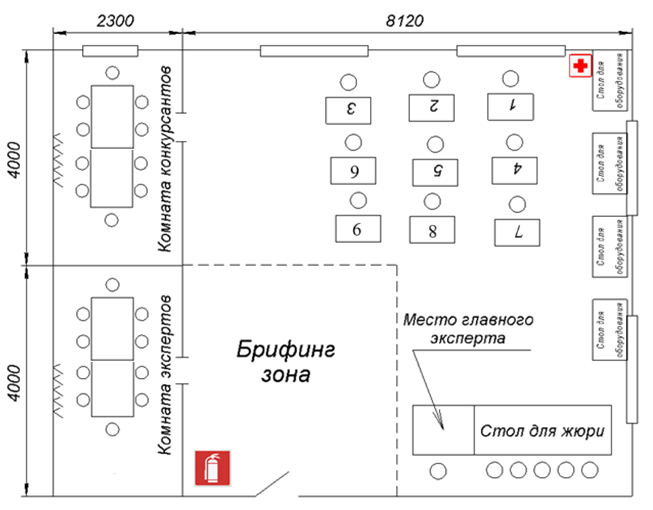 2300
8120
4000
4000
Комната конкурсантов
Комната экспертов
3
2
1
6
5
4
9
8
7
Стол для
оборудования
Стол для
оборудования
Стол для
оборудования
Стол для
оборудования
Брифинг
зона
Место главного
эксперта
Стол для жюри